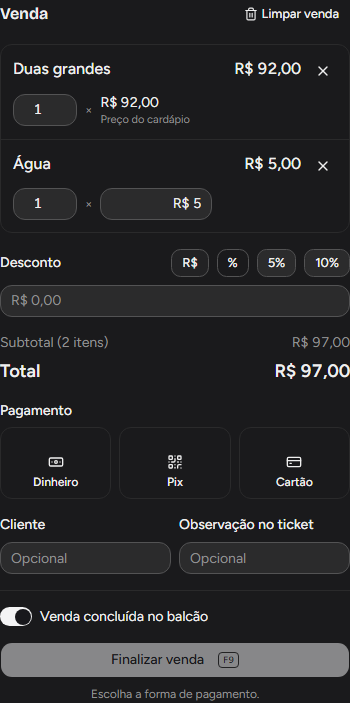 Venda Limpar venda
Duas grandes R$ 92,00 ×
1 × R$ 92,00
Preço do cardápio
Água R$ 5,00 ×
1 × R$ 5
Desconto R$ % 5% 10%
R$ 0,00
Subtotal (2 itens) R$ 97,00
Total R$ 97,00
Pagamento
Dinheiro Pix Cartão
Cliente Observação no ticket
Opcional Opcional
Venda concluída no balcão
Finalizar venda F9
Escolha a forma de pagamento.